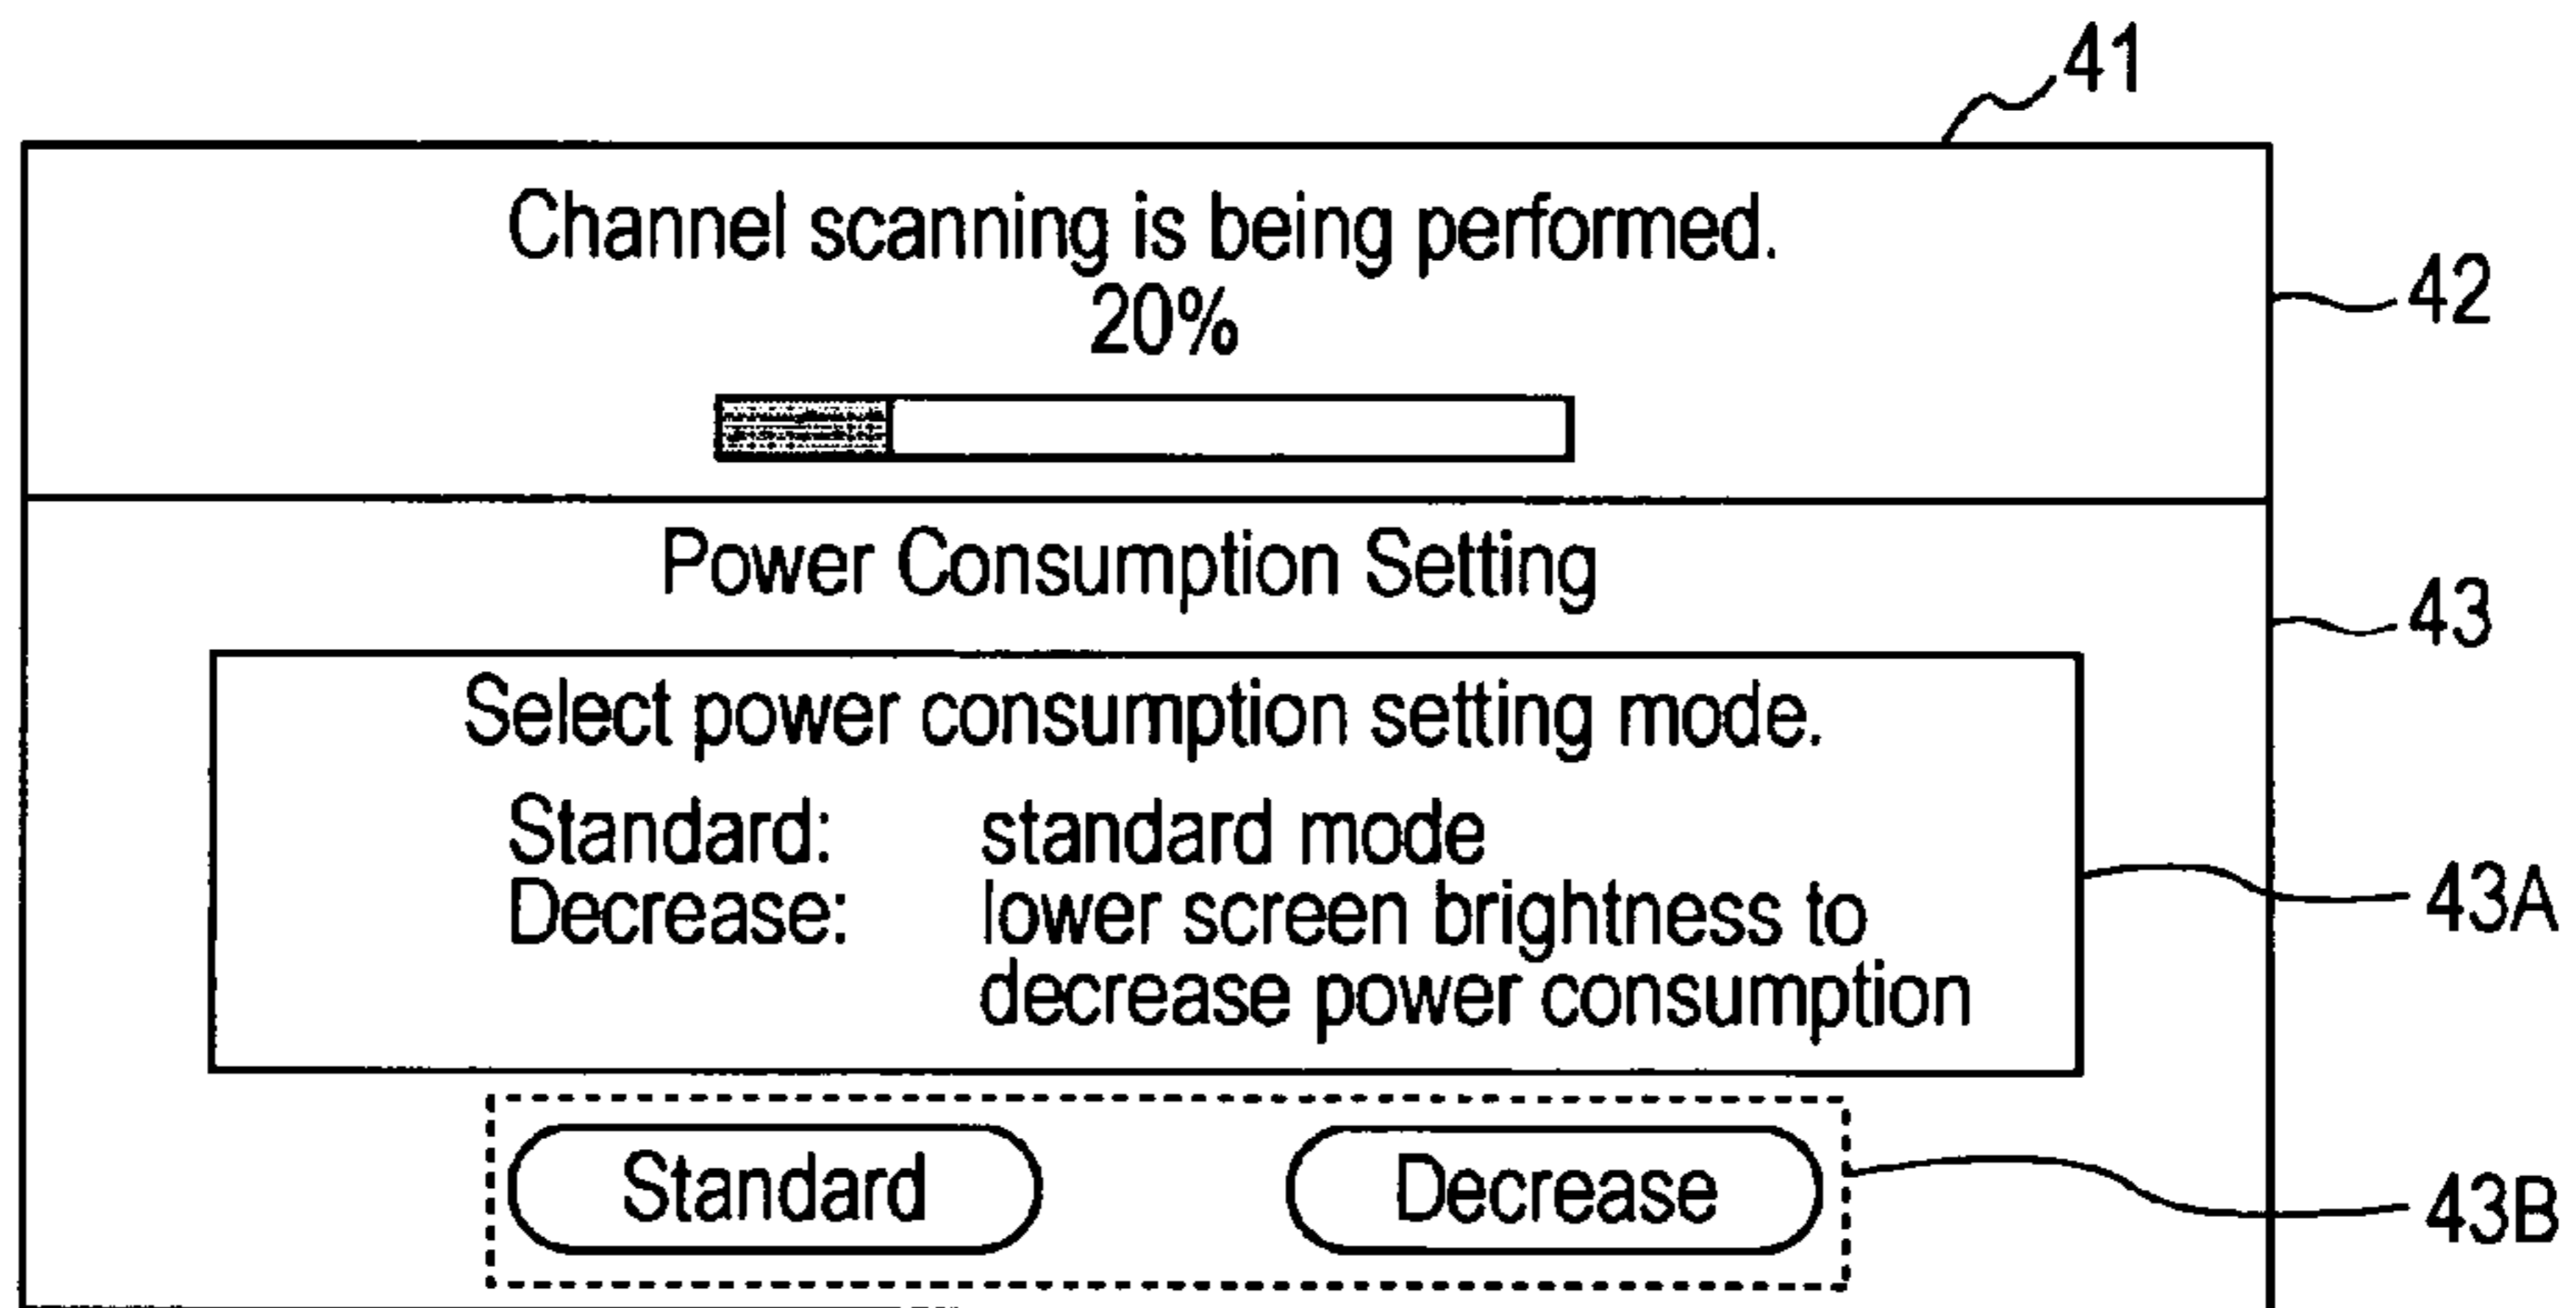 41
Channel scanning is being performed.
42
20%
Power Consumption Setting
43
Select power consumption setting mode.
Standard: standard mode
Decrease: lower screen brightness to
43A
decrease power consumption
Standard Decrease
43B